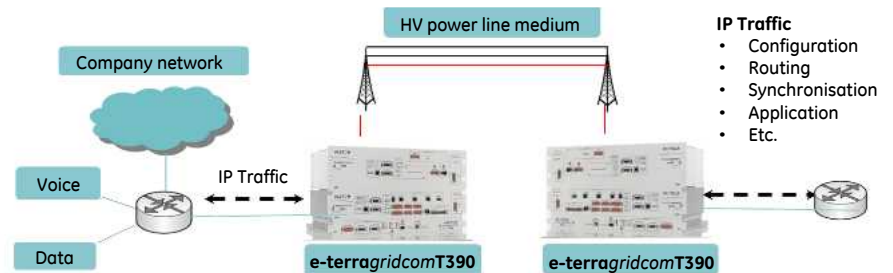 HV power line medium
Company network
IP Traffic
• Configuration
• Routing
• Synchronisation
• Application
• Etc.
Voice
IP Traffic
Data
e-terragridcomT390
e-terragridcomT390